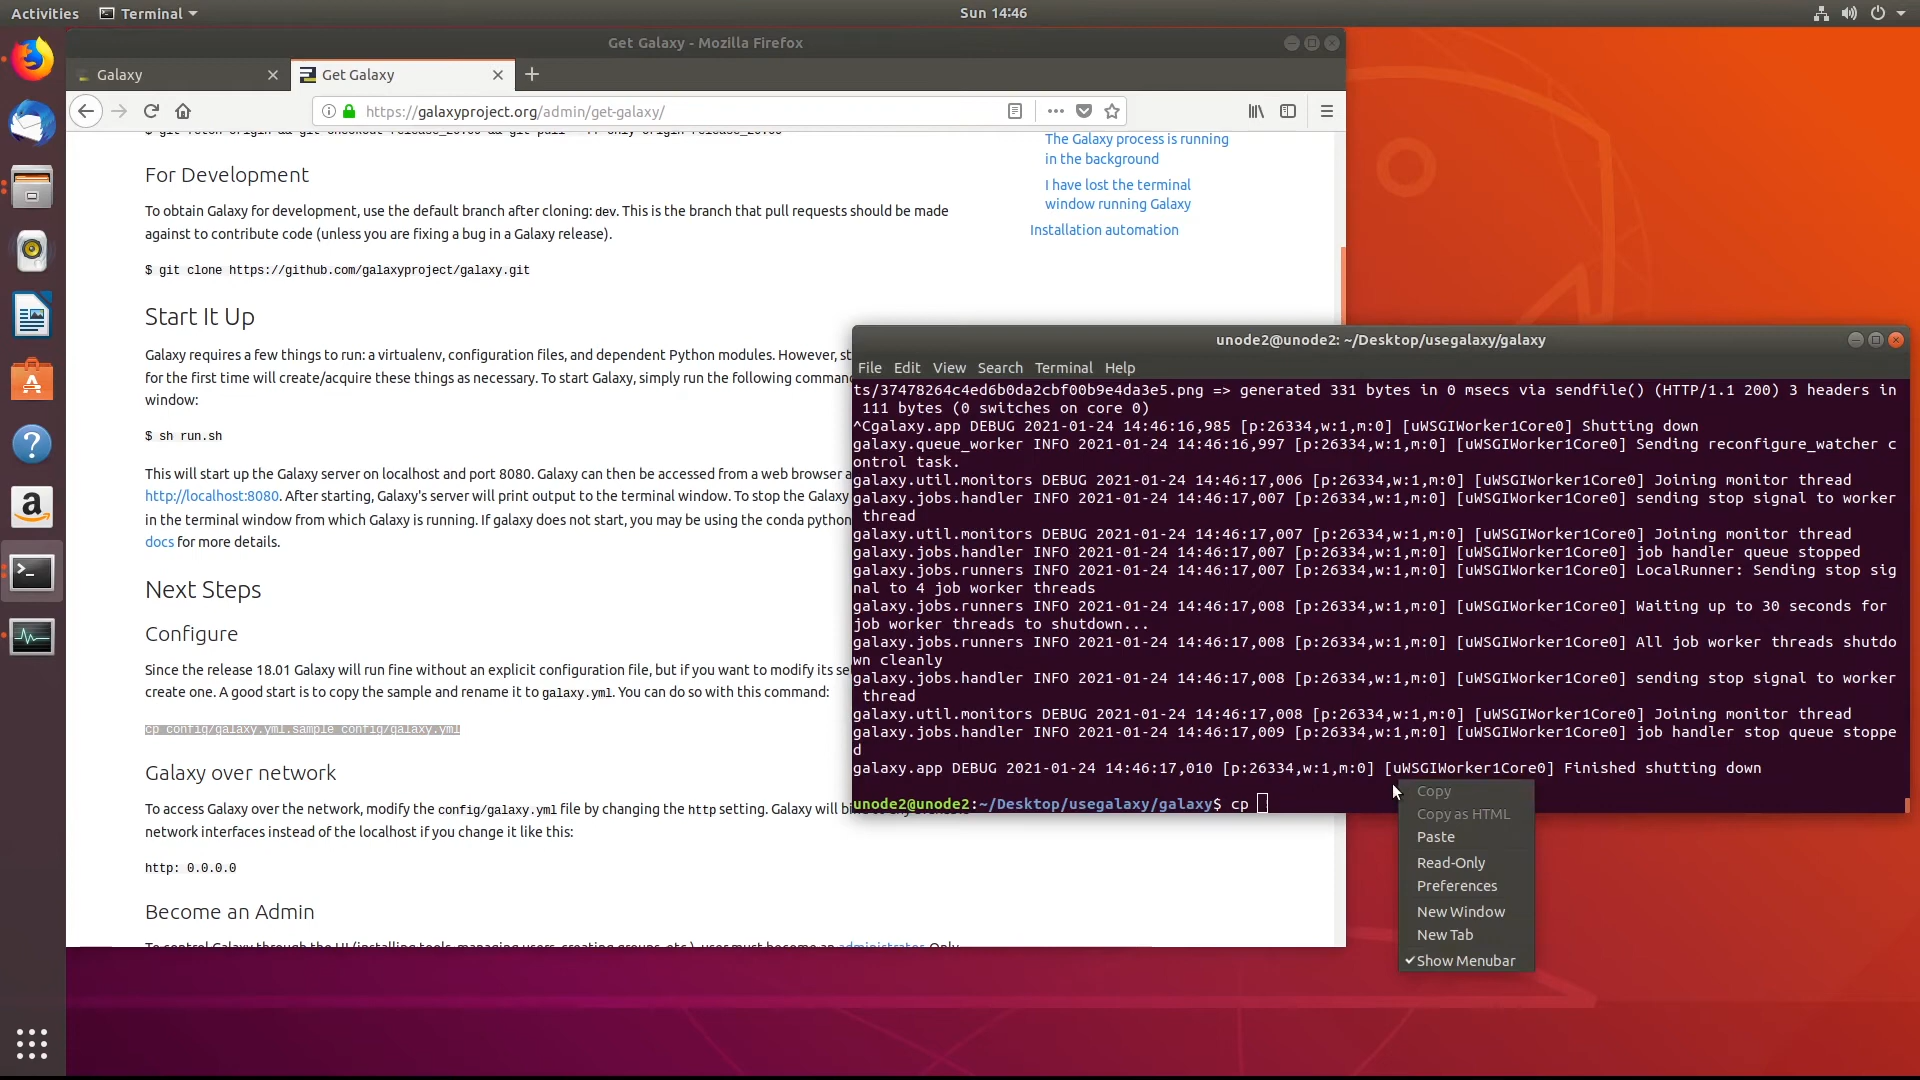 Activities
Terminal
Sun 14:46
Get Galaxy - Mozilla Firefox
Galaxy
Get Galaxy
https://galaxyproject.org/admin/get-galaxy/
The Galaxy process is running
in the background
I have lost the terminal
window running Galaxy
Installation automation
For Development
To obtain Galaxy for development, use the default branch after cloning: dev. This is the branch that pull requests should be made
against to contribute code (unless you are fixing a bug in a Galaxy release).
$ git clone https://github.com/galaxyproject/galaxy.git
Start It Up
Galaxy requires a few things to run: a virtualenv, configuration files, and dependent Python modules. However, st
for the first time will create/acquire these things as necessary. To start Galaxy, simply run the following comman
window:
$ sh run.sh
This will start up the Galaxy server on localhost and port 8080. Galaxy can then be accessed from a web browser a
http://localhost:8080. After starting, Galaxy's server will print output to the terminal window. To stop the Galaxy
in the terminal window from which Galaxy is running. If galaxy does not start, you may be using the conda python
docs for more details.
Next Steps
Configure
Since the release 18.01 Galaxy will run fine without an explicit configuration file, but if you want to modify its se
create one. A good start is to copy the sample and rename it to galaxy.yml. You can do so with this command:
cp config/galaxy.yml.sample config/galaxy.yml
Galaxy over network
To access Galaxy over the network, modify the config/galaxy.yml file by changing the http setting. Galaxy will bi
network interfaces instead of the localhost if you change it like this:
http: 0.0.0.0
Become an Admin
unode2@unode2: ~/Desktop/usegalaxy/galaxy
File Edit View Search Terminal Help
ts/37478264c4ed6b0da2cbf00b9e4da3e5.png => generated 331 bytes in 0 msecs via sendfile() (HTTP/1.1 200) 3 headers in
111 bytes (0 switches on core 0)
^Cgalaxy.app DEBUG 2021-01-24 14:46:16,985 [p:26334,w:1,m:0] [uWSGIWorker1Core0] Shutting down
galaxy.queue_worker INFO 2021-01-24 14:46:16,997 [p:26334,w:1,m:0] [uWSGIWorker1Core0] Sending reconfigure_watcher c
ontrol task.
galaxy.util.monitors DEBUG 2021-01-24 14:46:17,006 [p:26334,w:1,m:0] [uWSGIWorker1Core0] Joining monitor thread
galaxy.jobs.handler INFO 2021-01-24 14:46:17,007 [p:26334,w:1,m:0] [uWSGIWorker1Core0] sending stop signal to worker
thread
galaxy.util.monitors DEBUG 2021-01-24 14:46:17,007 [p:26334,w:1,m:0] [uWSGIWorker1Core0] Joining monitor thread
galaxy.jobs.handler INFO 2021-01-24 14:46:17,007 [p:26334,w:1,m:0] [uWSGIWorker1Core0] job handler queue stopped
galaxy.jobs.runners INFO 2021-01-24 14:46:17,007 [p:26334,w:1,m:0] [uWSGIWorker1Core0] LocalRunner: Sending stop sig
nal to 4 job worker threads
galaxy.jobs.runners INFO 2021-01-24 14:46:17,008 [p:26334,w:1,m:0] [uWSGIWorker1Core0] Waiting up to 30 seconds for
job worker threads to shutdown...
galaxy.jobs.runners INFO 2021-01-24 14:46:17,008 [p:26334,w:1,m:0] [uWSGIWorker1Core0] All job worker threads shutdo
wn cleanly
galaxy.jobs.handler INFO 2021-01-24 14:46:17,008 [p:26334,w:1,m:0] [uWSGIWorker1Core0] sending stop signal to worker
thread
galaxy.util.monitors DEBUG 2021-01-24 14:46:17,008 [p:26334,w:1,m:0] [uWSGIWorker1Core0] Joining monitor thread
galaxy.jobs.handler INFO 2021-01-24 14:46:17,009 [p:26334,w:1,m:0] [uWSGIWorker1Core0] job handler stop queue stoppe
d
galaxy.app DEBUG 2021-01-24 14:46:17,010 [p:26334,w:1,m:0] [uWSGIWorker1Core0] Finished shutting down
unode2@unode2:~/Desktop/usegalaxy/galaxy$ cp
Copy
Copy as HTML
Paste
Read-Only
Preferences
New Window
New Tab
Show Menubar